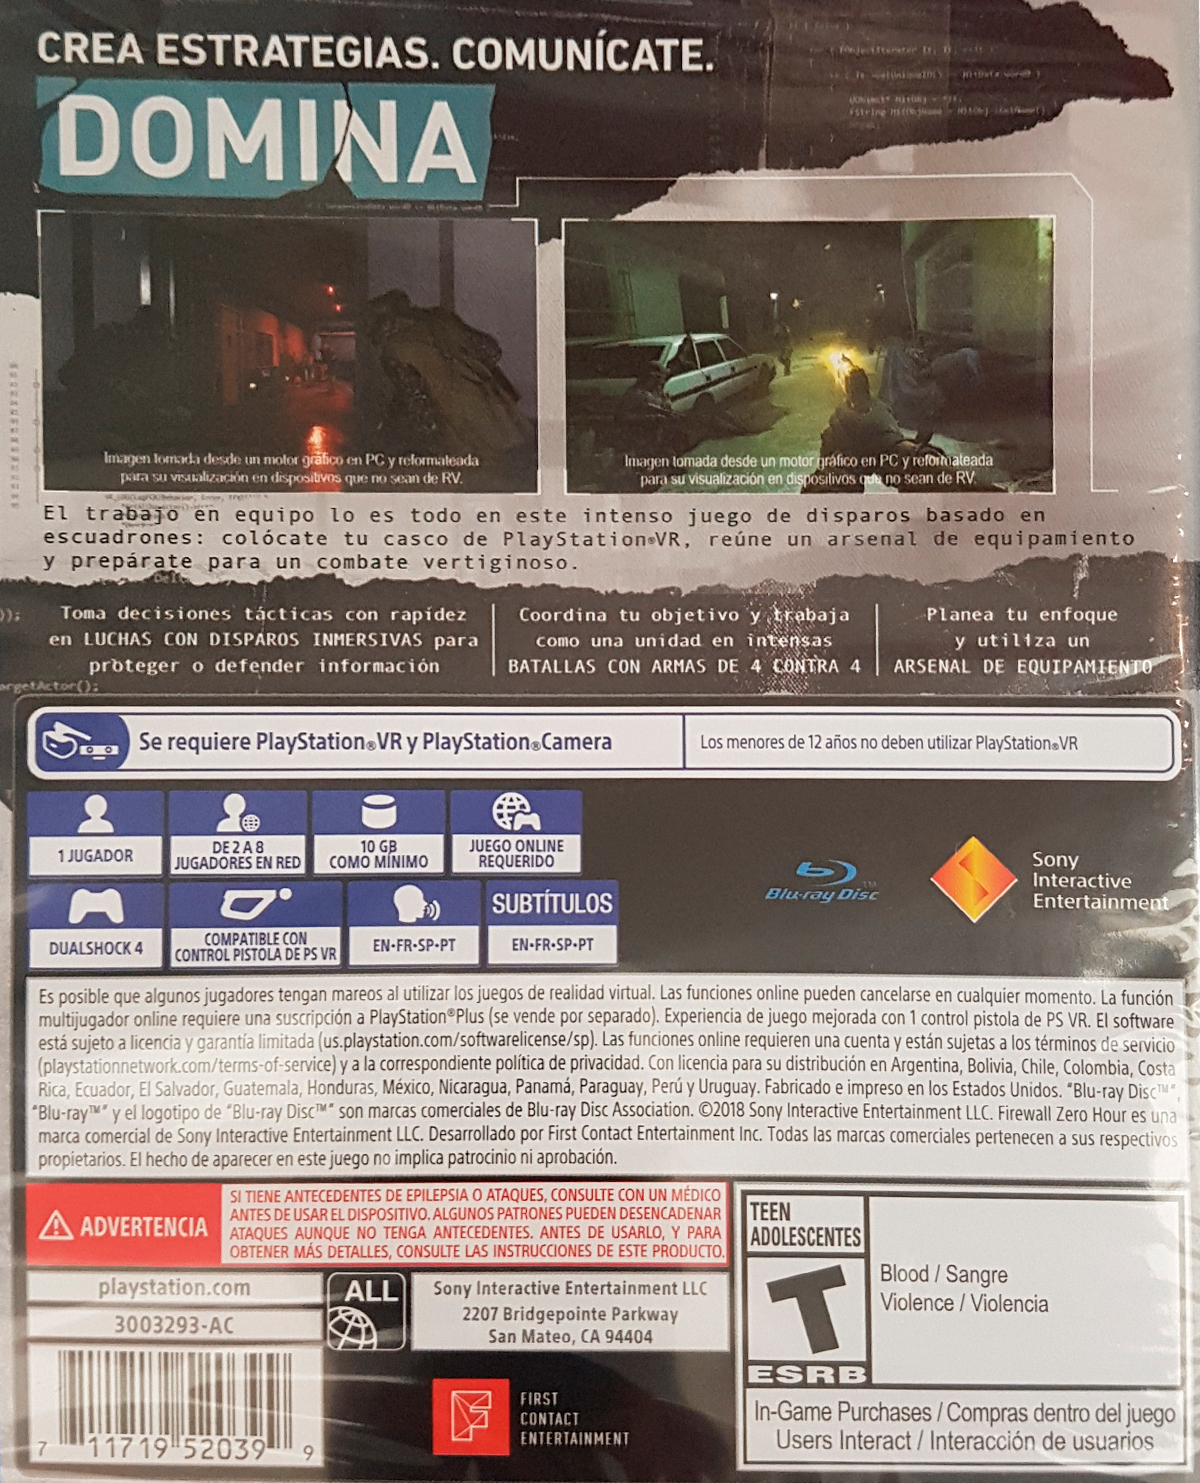 CREA ESTRATEGIAS. COMUNÍCATE.
DOMINA
Imagen tomada desde un motor gráfico en PC y reformateada
para su visualización en dispositivos que no sean de RV.
Imagen tomada desde un motor gráfico en PC y reformateada
para su visualización en dispositivos que no sean de RV.
El trabajo en equipo lo es todo en este intenso juego de disparos basado en
escuadrones: colócate tu casco de PlayStation®VR, reúne un arsenal de equipamiento
y prepárate para un combate vertiginoso.
Toma decisiones tácticas con rapidez
en LUCHAS CON DISPAROS INMERSIVAS para
proteger o defender información
Coordina tu objetivo y trabaja
como una unidad en intensas
BATALLAS CON ARMAS DE 4 CONTRA 4
Planea tu enfoque
y utiliza un
ARSENAL DE EQUIPAMIENTO
argetActor();
Se requiere PlayStation®VR y PlayStation®Camera
Los menores de 12 años no deben utilizar PlayStation®VR
1 JUGADOR
DE 2 A 8
JUGADORES EN RED
10 GB
COMO MÍNIMO
JUEGO ONLINE
REQUERIDO
DUALSHOCK 4
COMPATIBLE CON
CONTROL PISTOLA DE PS VR
EN•FR•SP•PT
SUBTÍTULOS
EN•FR•SP•PT
Blu-ray Disc™
Sony
Interactive
Entertainment
Es posible que algunos jugadores tengan mareos al utilizar los juegos de realidad virtual. Las funciones online pueden cancelarse en cualquier momento. La función
multijugador online requiere una suscripción a PlayStation®Plus (se vende por separado). Experiencia de juego mejorada con 1 control pistola de PS VR. El software
está sujeto a licencia y garantía limitada (us.playstation.com/softwarelicense/sp). Las funciones online requieren una cuenta y están sujetas a los términos de servicio
(playstationnetwork.com/terms-of-service) y a la correspondiente política de privacidad. Con licencia para su distribución en Argentina, Bolivia, Chile, Colombia, Costa
Rica, Ecuador, El Salvador, Guatemala, Honduras, México, Nicaragua, Panamá, Paraguay, Perú y Uruguay. Fabricado e impreso en los Estados Unidos. “Blu-ray Disc™”,
“Blu-ray™” y el logotipo de “Blu-ray Disc™” son marcas comerciales de Blu-ray Disc Association. ©2018 Sony Interactive Entertainment LLC. Firewall Zero Hour es una
marca comercial de Sony Interactive Entertainment LLC. Desarrollado por First Contact Entertainment Inc. Todas las marcas comerciales pertenecen a sus respectivos
propietarios. El hecho de aparecer en este juego no implica patrocinio ni aprobación.
ADVERTENCIA
SI TIENE ANTECEDENTES DE EPILEPSIA O ATAQUES, CONSULTE CON UN MÉDICO
ANTES DE USAR EL DISPOSITIVO. ALGUNOS PATRONES PUEDEN DESENCADENAR
ATAQUES AUNQUE NO TENGA ANTECEDENTES. ANTES DE USARLO, Y PARA
OBTENER MÁS DETALLES, CONSULTE LAS INSTRUCCIONES DE ESTE PRODUCTO.
playstation.com
3003293-AC
ALL
Sony Interactive Entertainment LLC
2207 Bridgepointe Parkway
San Mateo, CA 94404
7 11719 52039 9
FIRST
CONTACT
ENTERTAINMENT
TEEN
ADOLESCENTES
T
ESRB
Blood / Sangre
Violence / Violencia
In-Game Purchases / Compras dentro del juego
Users Interact / Interacción de usuarios